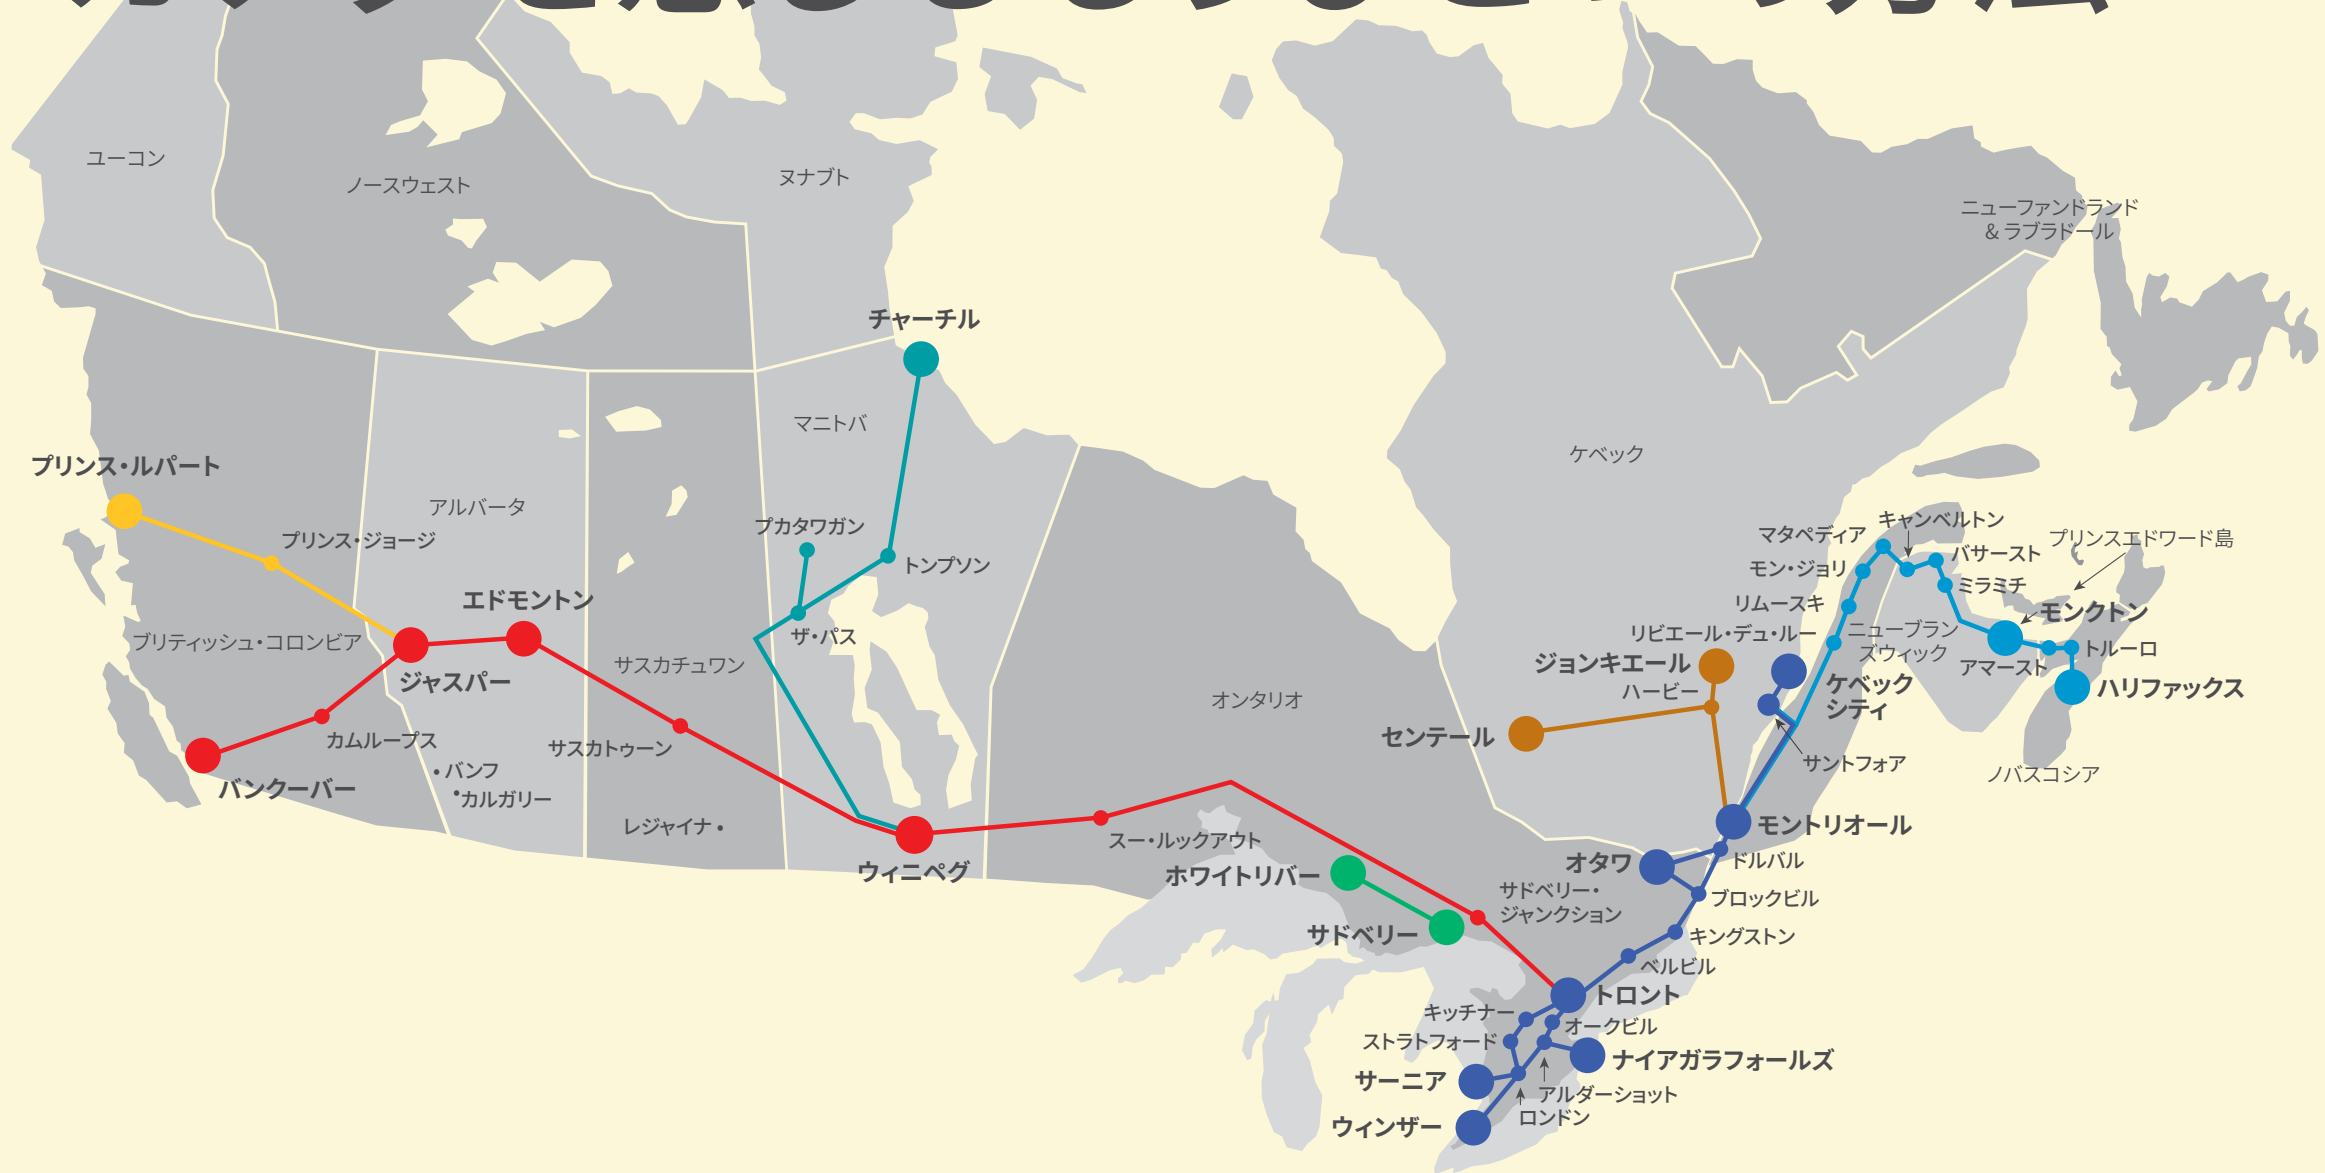 ユーコン
ノースウェスト
ヌナブト
ニューファンドランド
& ラブラドール
チャーチル
マニトバ
ケベック
プリンス・ルパート
アルバータ
プリンス・ジョージ
プカタワガン
トンプソン
ザ・パス
エドモントン
ブリティッシュ・コロンビア
ジャスパー
サスカチュワン
オンタリオ
カムループス
サスカトゥーン
バンクーバー
・バンフ
・カルガリー
レジャイナ・
ウィニペグ
スー・ルックアウト
ホワイトリバー
サドベリー
サドベリー・
ジャンクション
マタペディア
キャンベルトン
プリンスエドワード島
バサースト
モン・ジョリ
ミラミチ
リムースキ
モンクトン
リビエール・デュ・ルー
ニューブラン
ズウィック
トルーロ
アマースト
ジョンキエール
ハービー
ケベック
シティ
ハリファックス
センテール
サントフォア
ノバスコシア
モントリオール
オタワ
ドルバル
ブロックビル
キングストン
ベルビル
トロント
キッチナー
オークビル
ストラトフォード
ナイアガラフォールズ
サーニア
アルダーショット
ロンドン
ウィンザー